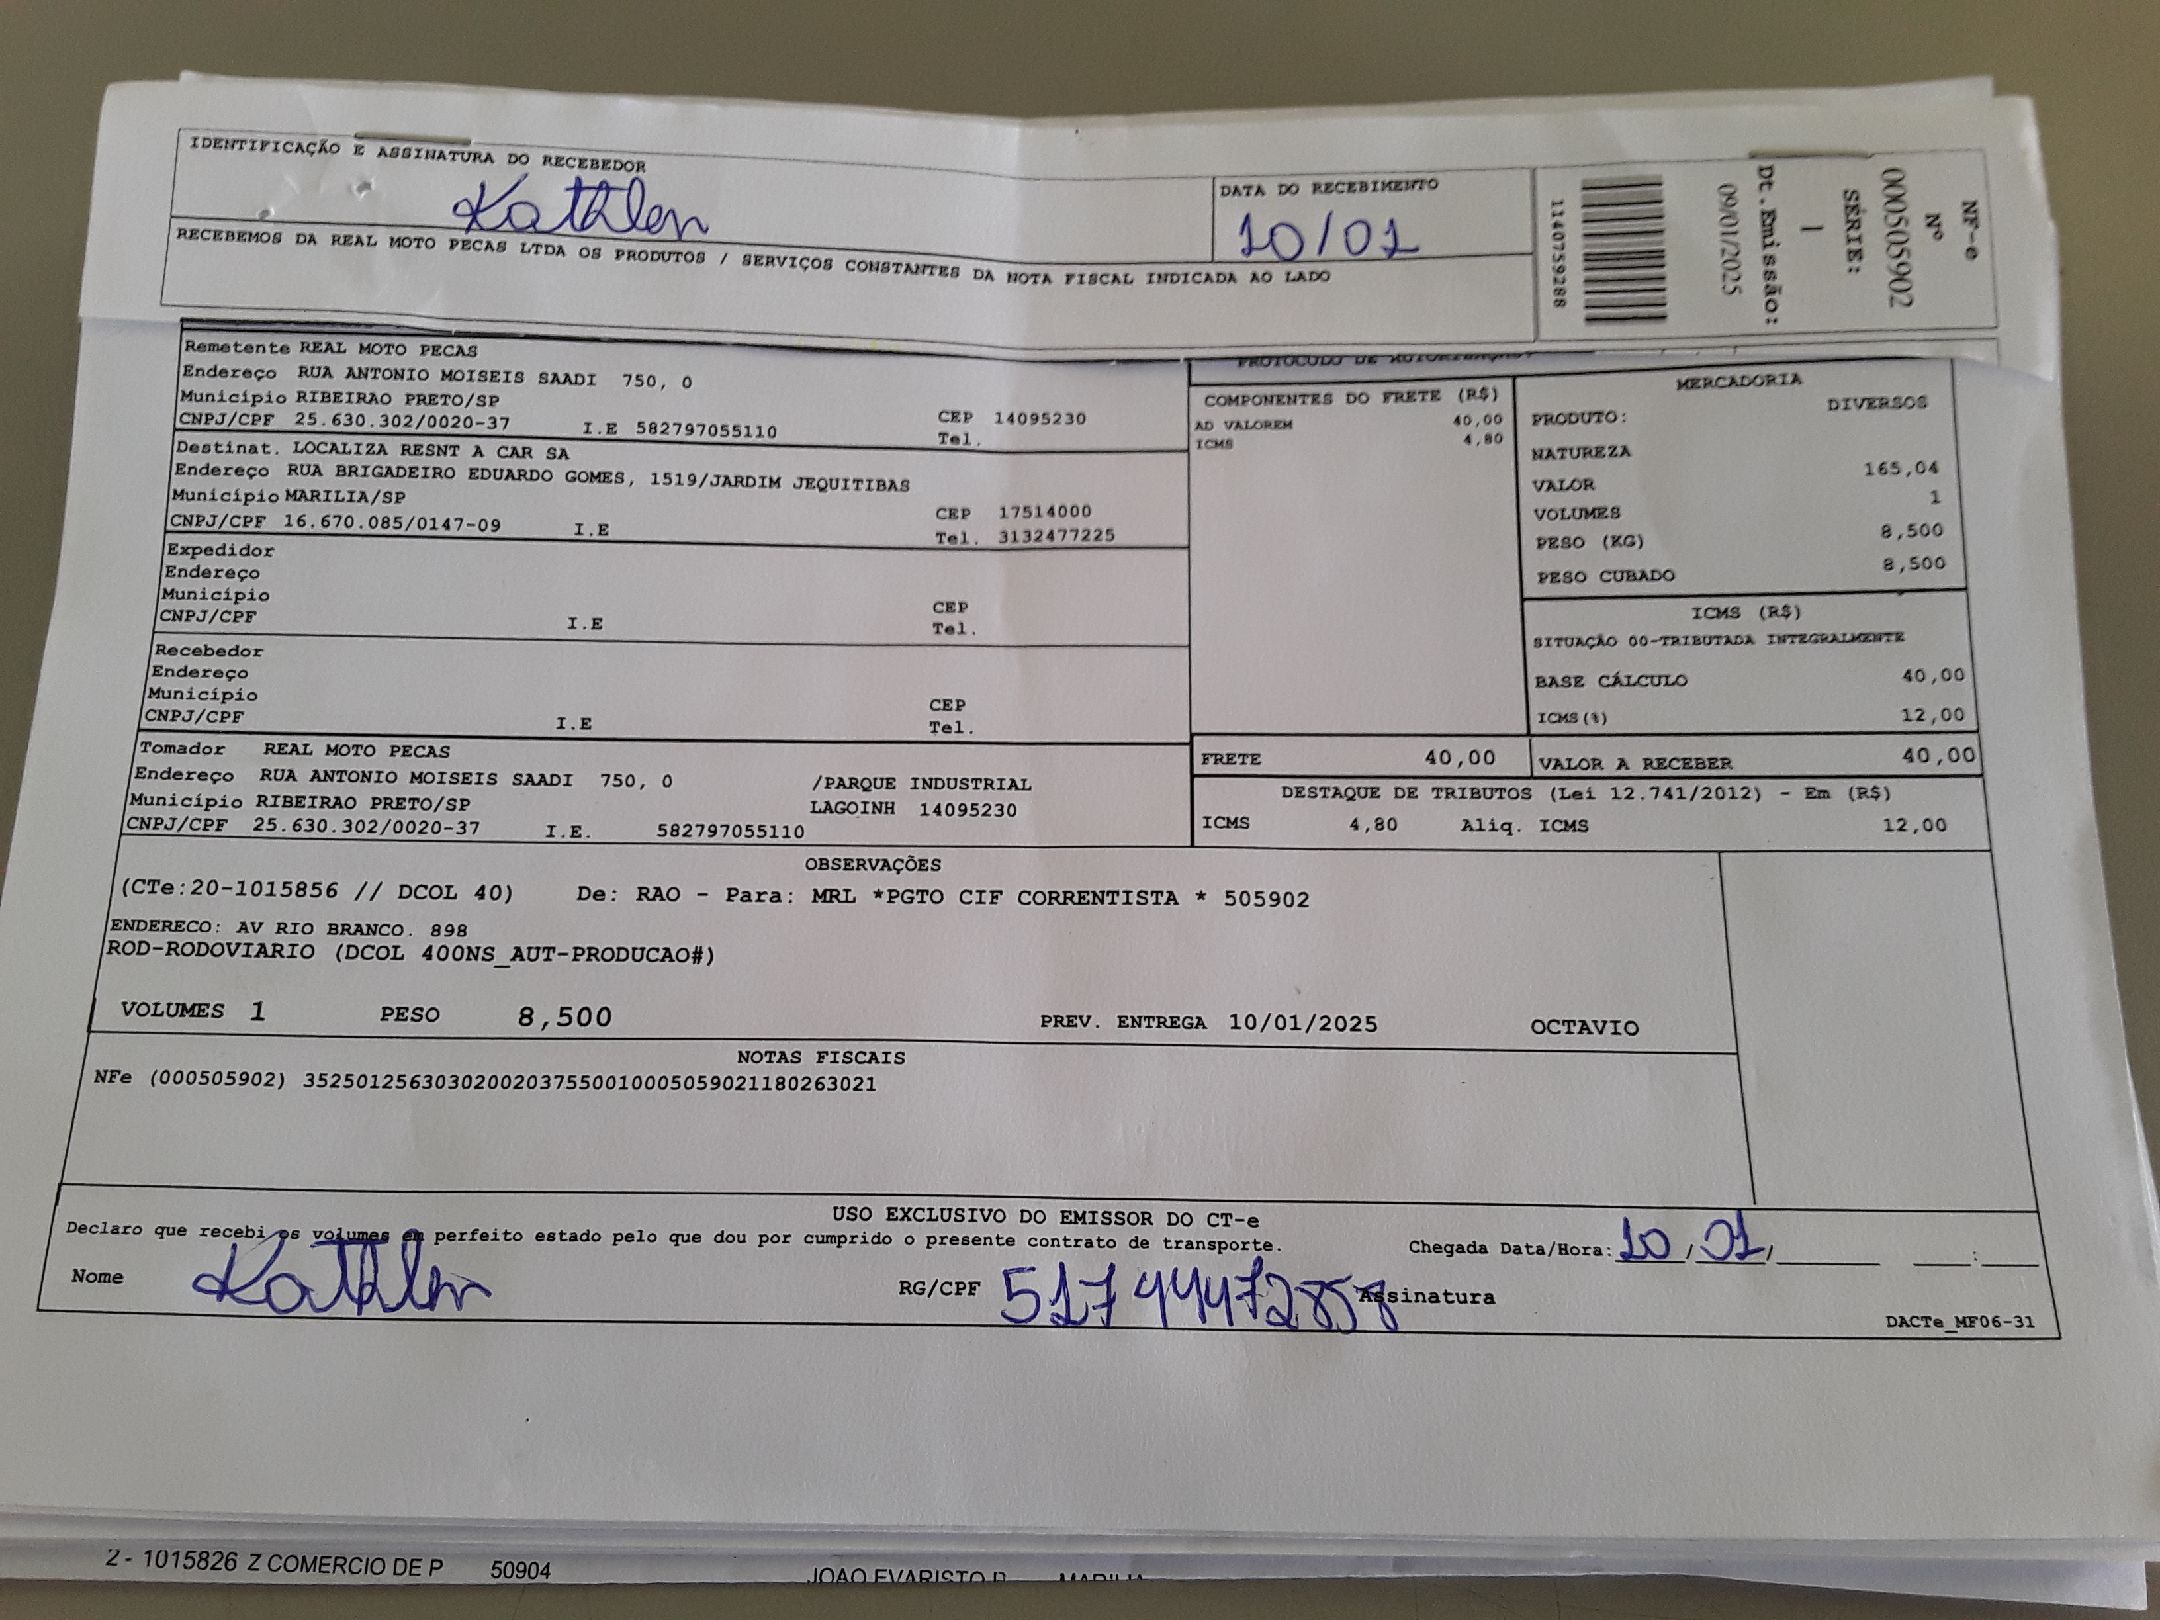 IDENTIFICAÇÃO E ASSINATURA DO RECEBEDOR
Kathlen
DATA DO RECEBIMENTO
10/01
RECEBEMOS DA REAL MOTO PECAS LTDA OS PRODUTOS / SERVIÇOS CONSTANTES DA NOTA FISCAL INDICADA AO LADO
1140759288
NF-e
Nº
000505902
SÉRIE:
1
Dt.Emissão:
09/01/2025
PROTOCOLO DE AUTORIZAÇÃO
Remetente REAL MOTO PECAS
Endereço RUA ANTONIO MOISEIS SAADI 750, 0
Município RIBEIRAO PRETO/SP
CEP 14095230
CNPJ/CPF 25.630.302/0020-37 I.E 582797055110 Tel.
Destinat. LOCALIZA RESNT A CAR SA
Endereço RUA BRIGADEIRO EDUARDO GOMES, 1519/JARDIM JEQUITIBAS
Município MARILIA/SP CEP 17514000
CNPJ/CPF 16.670.085/0147-09 I.E Tel. 3132477225
Expedidor
Endereço
Município CEP
CNPJ/CPF I.E Tel.
Recebedor
Endereço
Município CEP
CNPJ/CPF I.E Tel.
Tomador REAL MOTO PECAS
Endereço RUA ANTONIO MOISEIS SAADI 750, 0 /PARQUE INDUSTRIAL
Município RIBEIRAO PRETO/SP LAGOINH 14095230
CNPJ/CPF 25.630.302/0020-37 I.E. 582797055110
COMPONENTES DO FRETE (R$)
AD VALOREM 40,00
ICMS 4,80
MERCADORIA
PRODUTO: DIVERSOS
NATUREZA
VALOR 165,04
VOLUMES 1
PESO (KG) 8,500
PESO CUBADO 8,500
ICMS (R$)
SITUAÇÃO 00-TRIBUTADA INTEGRALMENTE
BASE CÁLCULO 40,00
ICMS(%) 12,00
FRETE 40,00 VALOR A RECEBER 40,00
DESTAQUE DE TRIBUTOS (Lei 12.741/2012) - Em (R$)
ICMS 4,80 Aliq. ICMS 12,00
OBSERVAÇÕES
(CTe:20-1015856 // DCOL 40) De: RAO - Para: MRL *PGTO CIF CORRENTISTA * 505902
ENDERECO: AV RIO BRANCO. 898
ROD-RODOVIARIO (DCOL 400NS_AUT-PRODUCAO#)
VOLUMES 1 PESO 8,500 PREV. ENTREGA 10/01/2025 OCTAVIO
NOTAS FISCAIS
NFe (000505902) 35250125630302002037550010005059021180263021
USO EXCLUSIVO DO EMISSOR DO CT-e
Declaro que recebi os volumes em perfeito estado pelo que dou por cumprido o presente contrato de transporte. Chegada Data/Hora: 10/01/ :
Nome Kathlen RG/CPF 51744472858 Assinatura
DACTe_MF06-31
2 - 1015826 Z COMERCIO DE P 50904 JOAO EVARISTO D MARILIA